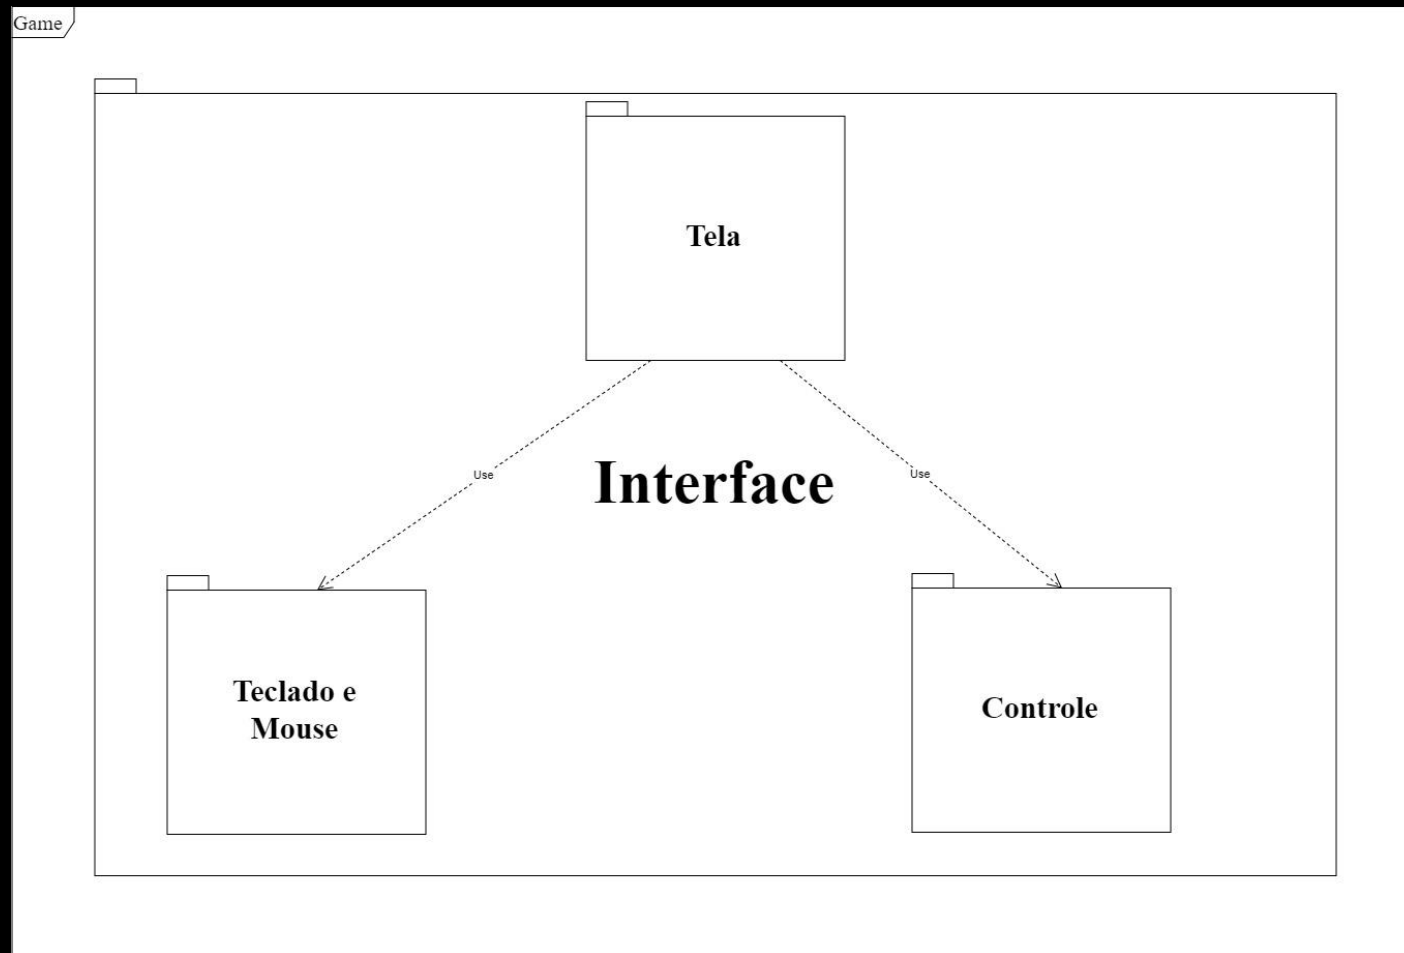 Game
Tela
Use
Interface
Use
Teclado e
Mouse
Controle